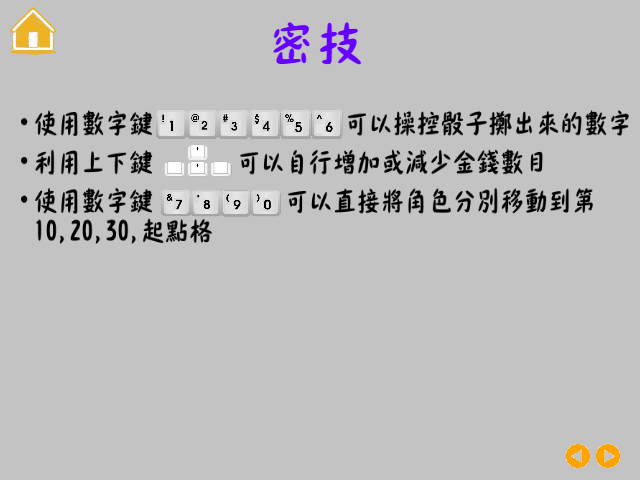 密技
•使用數字鍵 ! 1 @ 2 # 3 $ 4 % 5 ^ 6 可以操控骰子擲出來的數字
•利用上下鍵 可以自行增加或減少金錢數目
•使用數字鍵 & 7 * 8 ( 9 ) 0 可以直接將角色分別移動到第
10,20,30,起點格